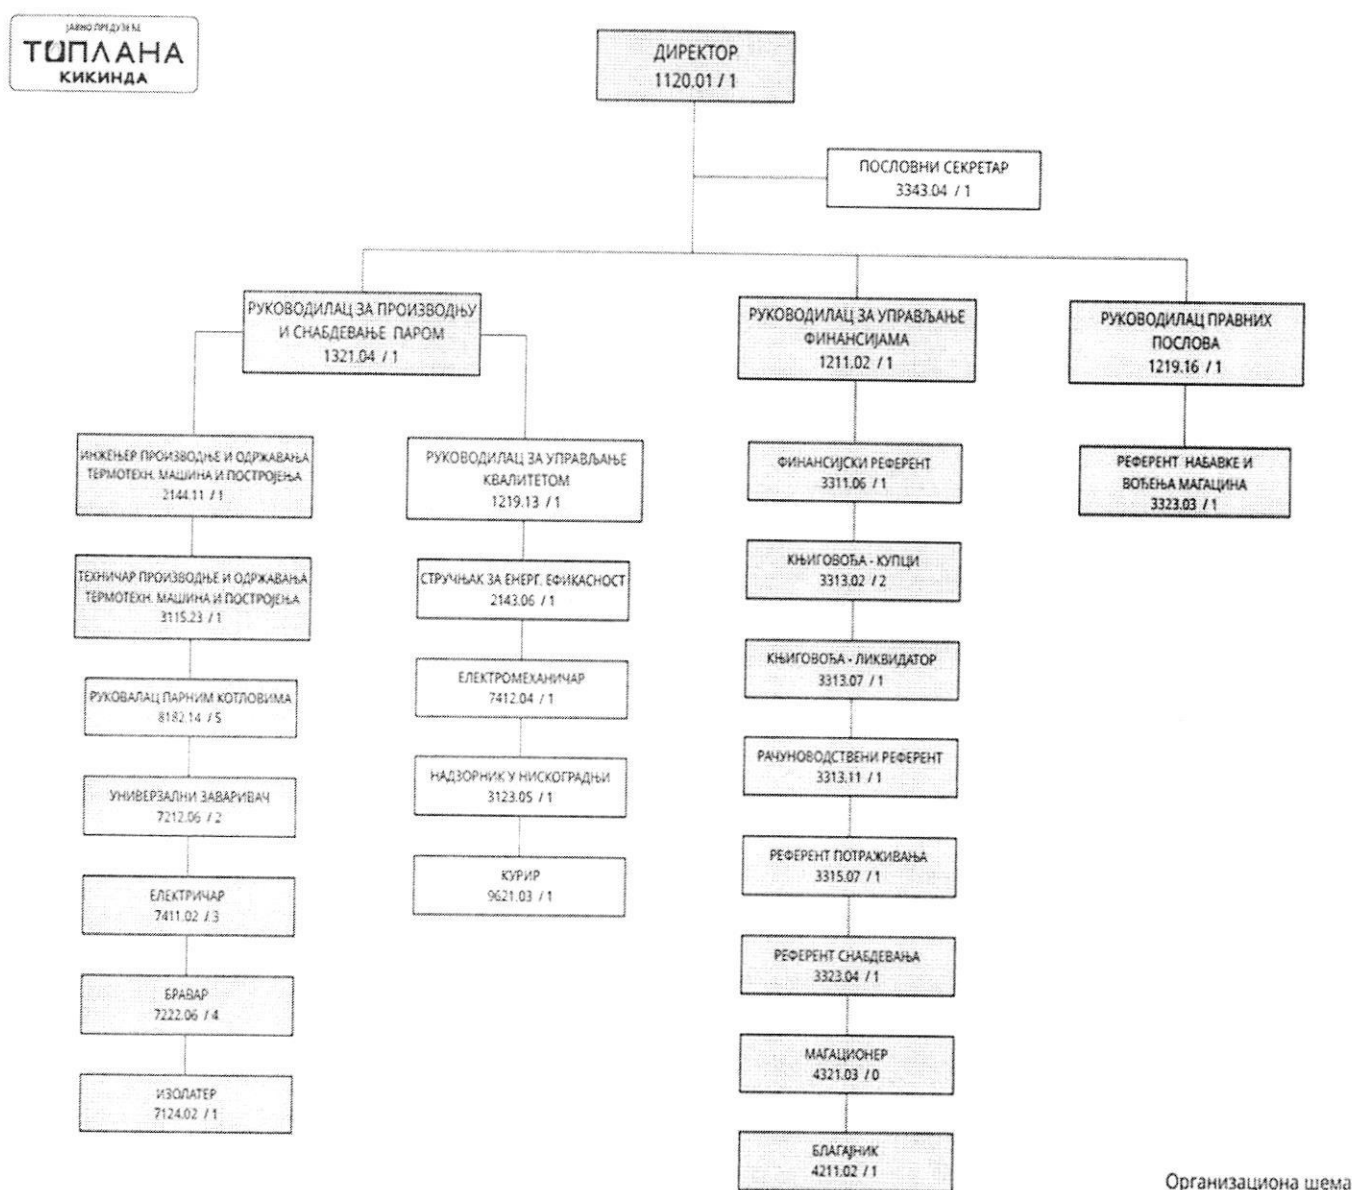 ЈАВНО ПРЕДУЗЕЋЕ
ТОПЛАНА
КИКИНДА
ДИРЕКТОР
1120.01 / 1
ПОСЛОВНИ СЕКРЕТАР
3343.04 / 1
РУКОВОДИЛАЦ ЗА ПРОИЗВОДЊУ
И СНАБДЕВАЊЕ ПАРОМ
1321.04 / 1
РУКОВОДИЛАЦ ЗА УПРАВЉАЊЕ
ФИНАНСИЈАМА
1211.02 / 1
РУКОВОДИЛАЦ ПРАВНИХ
ПОСЛОВА
1219.16 / 1
ИНЖЕЊЕР ПРОИЗВОДЊЕ И ОДРЖАВАЊА
ТЕРМОТЕХН. МАШИНА И ПОСТРОЈЕЊА
2144.11 / 1
ТЕХНИЧАР ПРОИЗВОДЊЕ И ОДРЖАВАЊА
ТЕРМОТЕХН. МАШИНА И ПОСТРОЈЕЊА
3115.23 / 1
РУКОВАЛАЦ ПАРНИМ КОТЛОВИМА
8182.14 / 5
УНИВЕРЗАЛНИ ЗАВАРИВАЧ
7212.06 / 2
ЕЛЕКТРИЧАР
7411.02 / 3
БРАВАР
7222.06 / 4
ИЗОЛАТЕР
7124.02 / 1
РУКОВОДИЛАЦ ЗА УПРАВЉАЊЕ
КВАЛИТЕТОМ
1219.13 / 1
СТРУЧЊАК ЗА ЕНЕРГ. ЕФИКАСНОСТ
2143.06 / 1
ЕЛЕКТРОМЕХАНИЧАР
7412.04 / 1
НАДЗОРНИК У НИСКОГРАДЊИ
3123.05 / 1
КУРИР
9621.03 / 1
ФИНАНСИЈСКИ РЕФЕРЕНТ
3311.06 / 1
КЊИГОВОЂА - КУПЦИ
3313.02 / 2
КЊИГОВОЂА - ЛИКВИДАТОР
3313.07 / 1
РАЧУНОВОДСТВЕНИ РЕФЕРЕНТ
3313.11 / 1
РЕФЕРЕНТ ПОТРАЖИВАЊА
3315.07 / 1
РЕФЕРЕНТ СНАБДЕВАЊА
3323.04 / 1
МАГАЦИОНЕР
4321.03 / 0
БЛАГАЈНИК
4211.02 / 1
РЕФЕРЕНТ НАБАВКЕ И
ВОЂЕЊА МАГАЦИНА
3323.03 / 1
Организациона шема